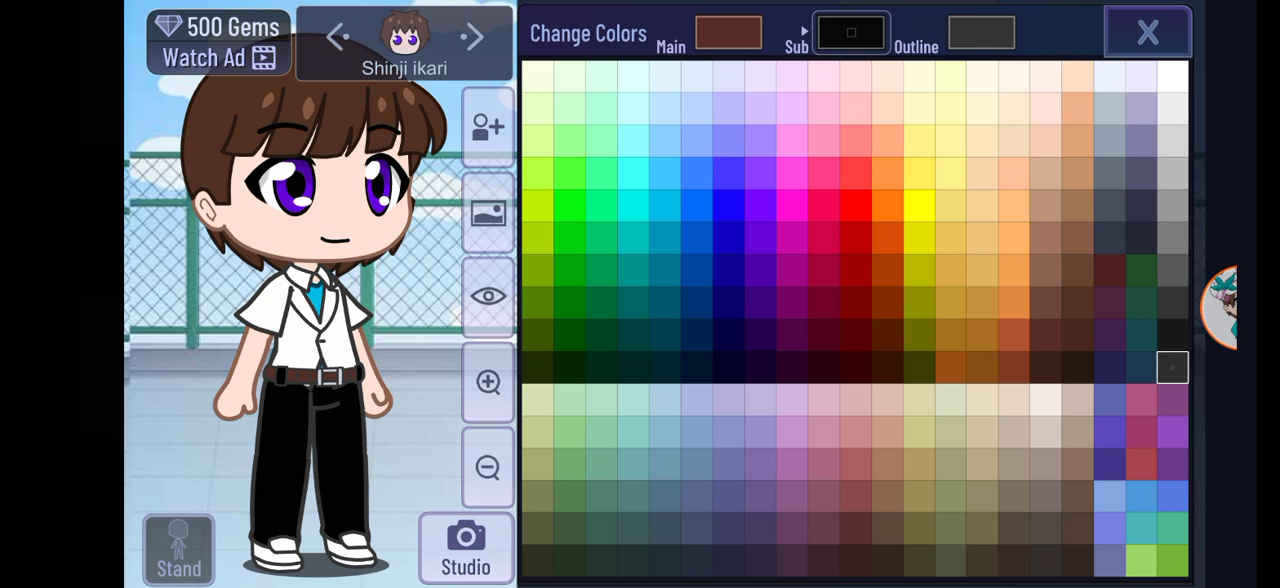 500 Gems
Watch Ad
Shinji ikari
Change Colors
Main
Sub
Outline
X
Stand
Studio